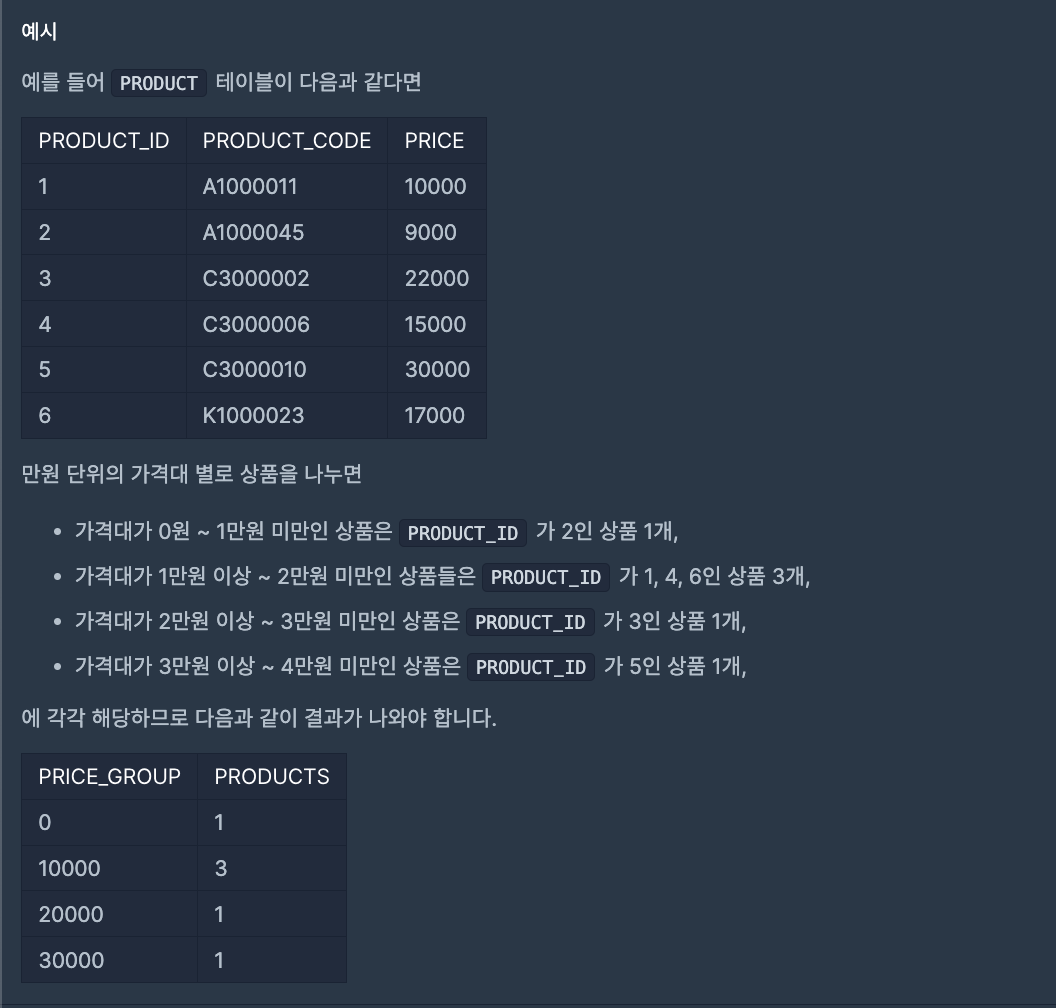 예시
예를 들어 PRODUCT 테이블이 다음과 같다면
PRODUCT_ID PRODUCT_CODE PRICE
1 A1000011 10000
2 A1000045 9000
3 C3000002 22000
4 C3000006 15000
5 C3000010 30000
6 K1000023 17000
만원 단위의 가격대 별로 상품을 나누면
• 가격대가 0원 ~ 1만원 미만인 상품은 PRODUCT_ID 가 2인 상품 1개,
• 가격대가 1만원 이상 ~ 2만원 미만인 상품들은 PRODUCT_ID 가 1, 4, 6인 상품 3개,
• 가격대가 2만원 이상 ~ 3만원 미만인 상품은 PRODUCT_ID 가 3인 상품 1개,
• 가격대가 3만원 이상 ~ 4만원 미만인 상품은 PRODUCT_ID 가 5인 상품 1개,
에 각각 해당하므로 다음과 같이 결과가 나와야 합니다.
PRICE_GROUP PRODUCTS
0 1
10000 3
20000 1
30000 1